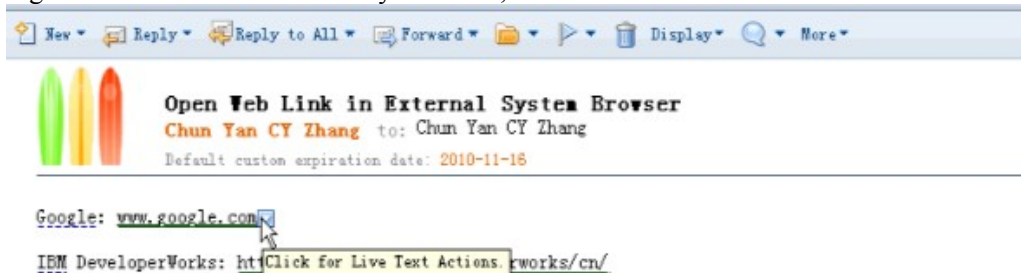 New Reply Reply to All Forward Display More
Open Web Link in External System Browser
Chun Yan CY Zhang to: Chun Yan CY Zhang
Default custom expiration date: 2010-11-16
Google: www.google.com
IBM DeveloperWorks: htt Click for Live Text Actions. rworks/cn/